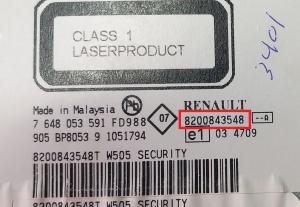 CLASS 1
LASERPRODUCT
3401
Made in Malaysia Pb 07 RENAULT
7 648 053 591 FD988 8200843548 --A
905 BP8053 9 1051794 e1 03 4709
8200843548T W505 SECURITY
8200843548T W505 SECURITY